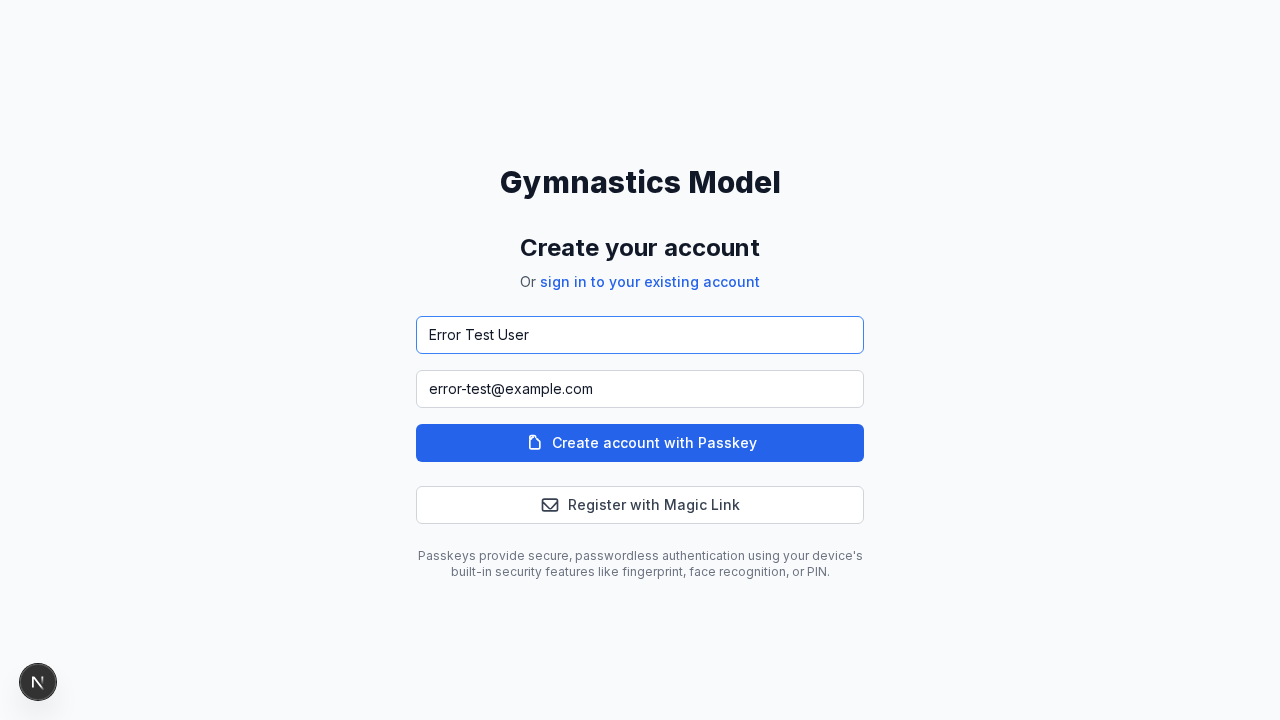 Gymnastics Model
Create your account
Or sign in to your existing account
Error Test User
error-test@example.com
Create account with Passkey
Register with Magic Link
Passkeys provide secure, passwordless authentication using your device's
built-in security features like fingerprint, face recognition, or PIN.
N